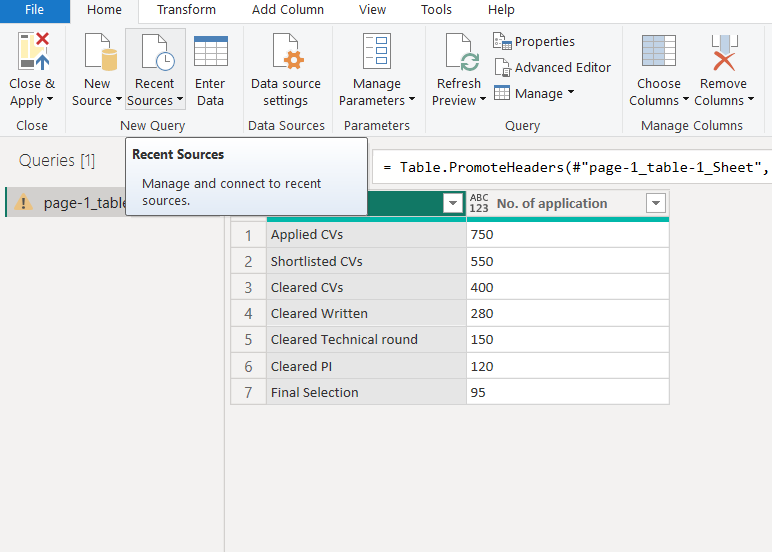 File Home Transform Add Column View Tools Help
Close & Apply
New Source
Recent Sources
Enter Data
Data source settings
Manage Parameters
Refresh Preview
Properties
Advanced Editor
Manage
Choose Columns
Remove Columns
Close New Query Data Sources Parameters Query Manage Columns
Queries [1]
Recent Sources
Manage and connect to recent
sources.
= Table.PromoteHeaders(#"page-1_table-1_Sheet",
page-1_table
ABC
123 No. of application
1 Applied CVs 750
2 Shortlisted CVs 550
3 Cleared CVs 400
4 Cleared Written 280
5 Cleared Technical round 150
6 Cleared PI 120
7 Final Selection 95